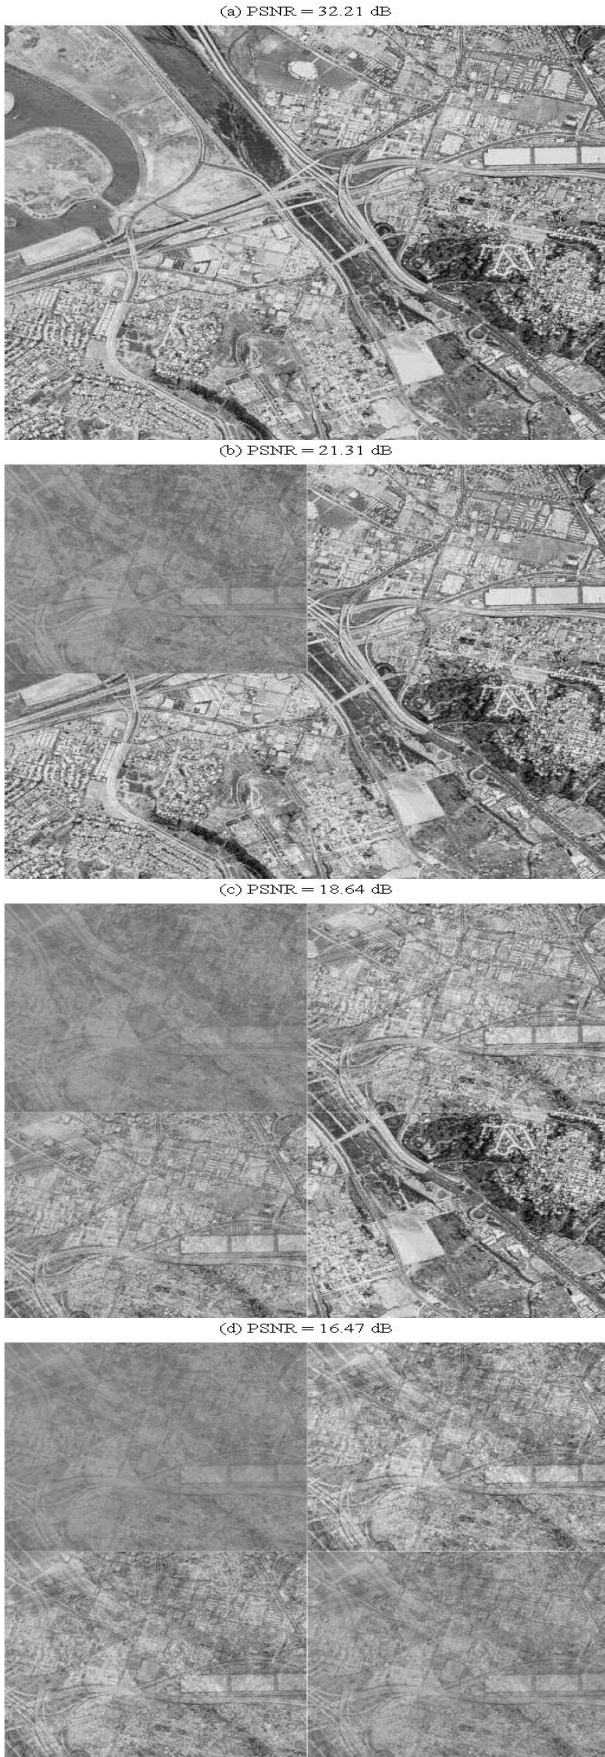 (a) PSNR = 32.21 dB
(b) PSNR = 21.31 dB
(c) PSNR = 18.64 dB
(d) PSNR = 16.47 dB